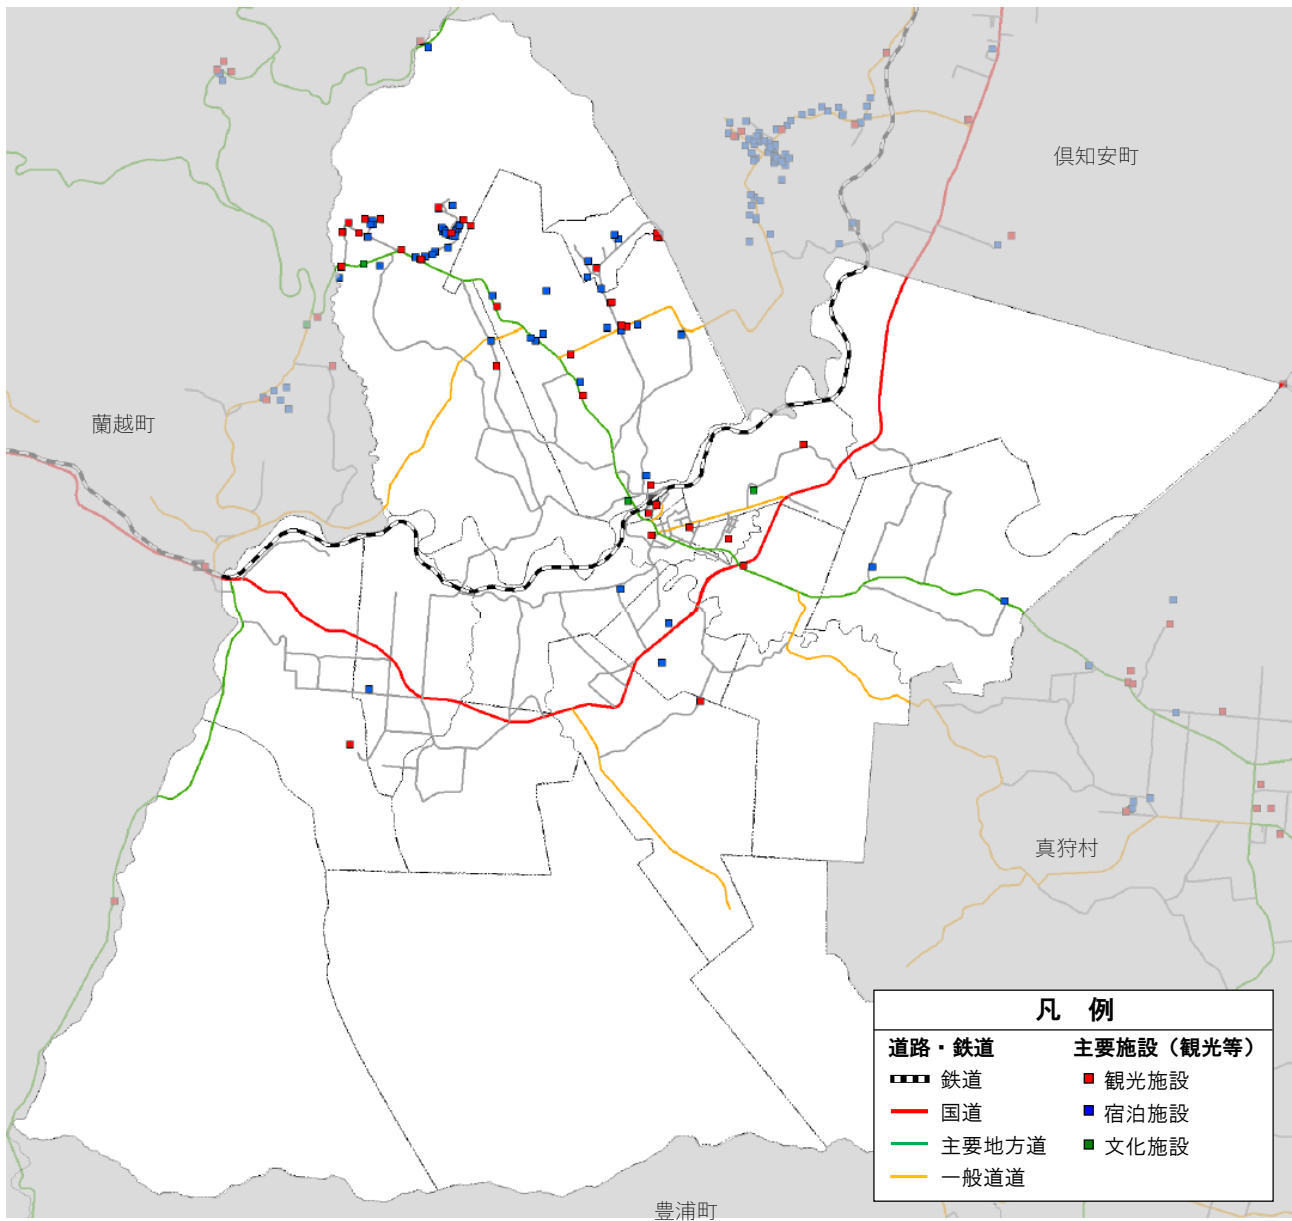 倶知安町
蘭越町
真狩村
豊浦町
凡 例
道路・鉄道
鉄道
国道
主要地方道
一般道道
主要施設（観光等）
観光施設
宿泊施設
文化施設